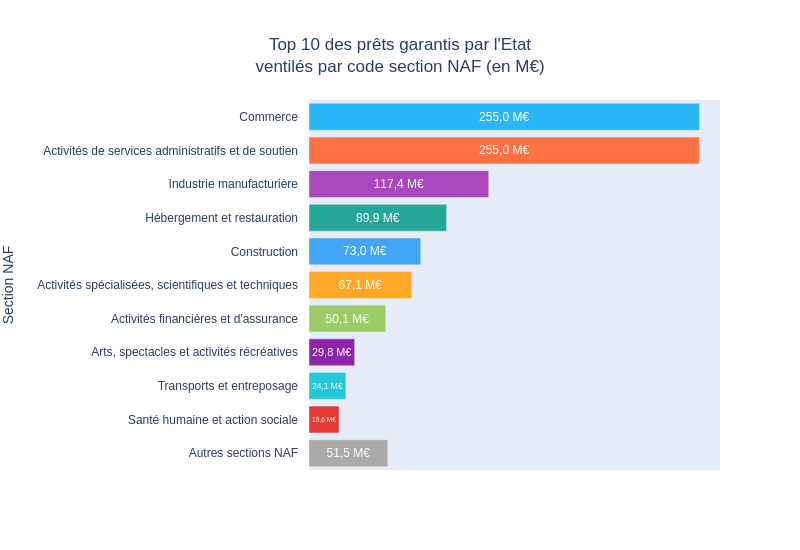 Top 10 des prêts garantis par l'Etat
ventilés par code section NAF (en M€)
Section NAF
Commerce 255,0 M€
Activités de services administratifs et de soutien 255,0 M€
Industrie manufacturière 117,4 M€
Hébergement et restauration 89,9 M€
Construction 73,0 M€
Activités spécialisées, scientifiques et techniques 67,1 M€
Activités financières et d'assurance 50,1 M€
Arts, spectacles et activités récréatives 29,8 M€
Transports et entreposage 24,1 M€
Santé humaine et action sociale 19,6 M€
Autres sections NAF 51,5 M€